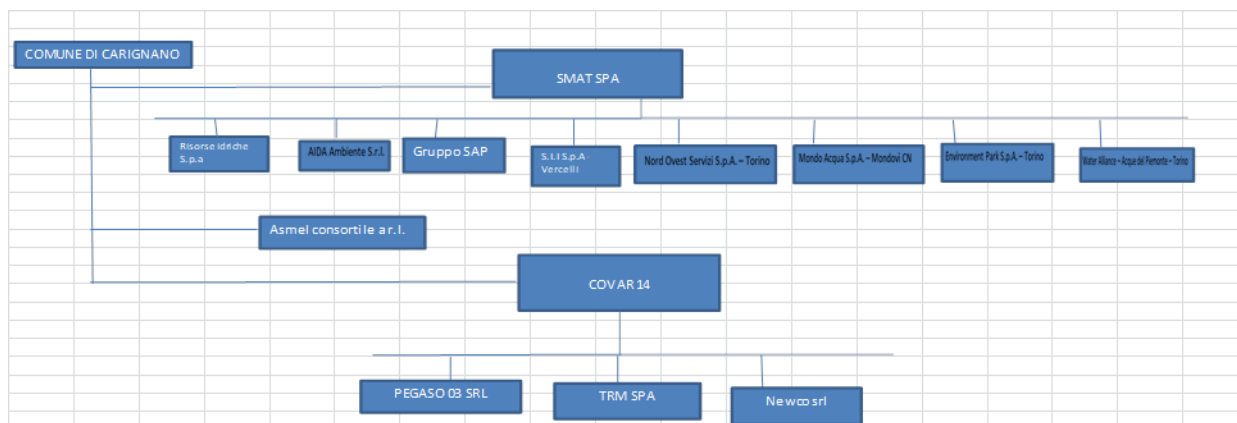 COMUNE DI CARIGNANO
SMAT SPA
Risorse idriche
S.p.a
AIDA Ambiente S.r.l.
Gruppo SAP
S.I.I S.p.A -
Vercelli
Nord Ovest Servizi S.p.A. – Torino
Mondo Acqua S.p.A. – Mondovì CN
Environment Park S.p.A. – Torino
Water Alliance – Acque del Piemonte – Torino
Asmel consortile a r. l.
COVAR 14
PEGASO 03 SRL
TRM SPA
Newco srl